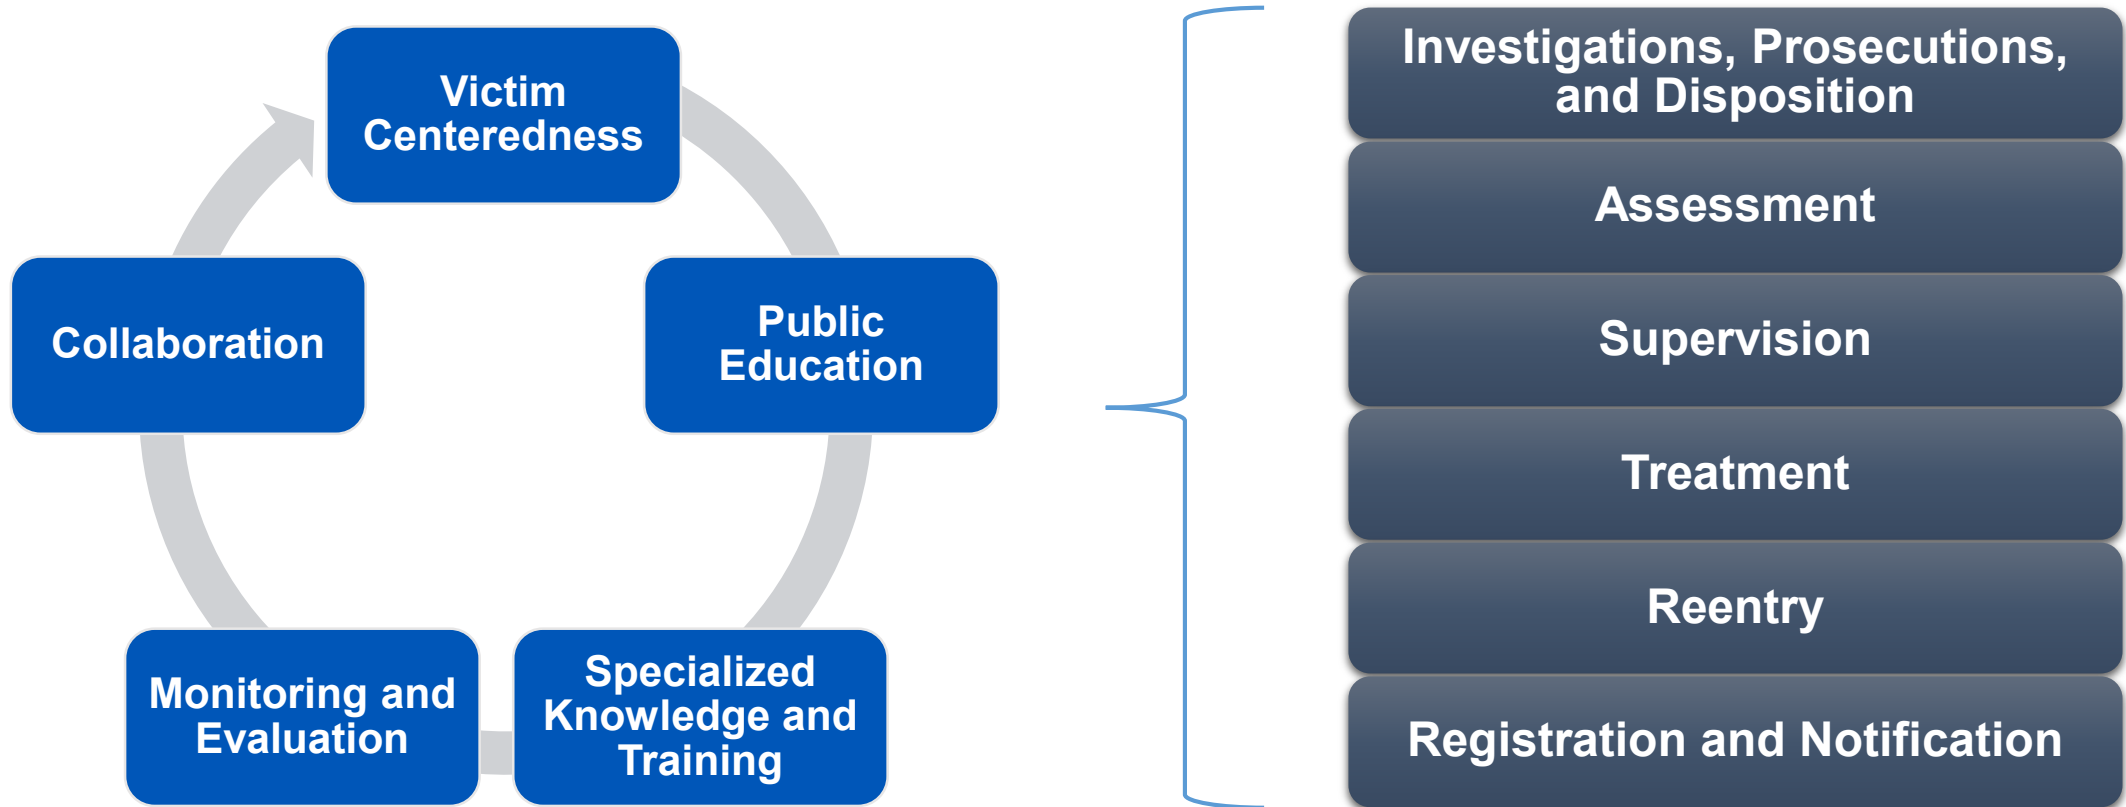 Victim
Centeredness
Public
Education
Specialized
Knowledge and
Training
Monitoring and
Evaluation
Collaboration
Investigations, Prosecutions,
and Disposition
Assessment
Supervision
Treatment
Reentry
Registration and Notification